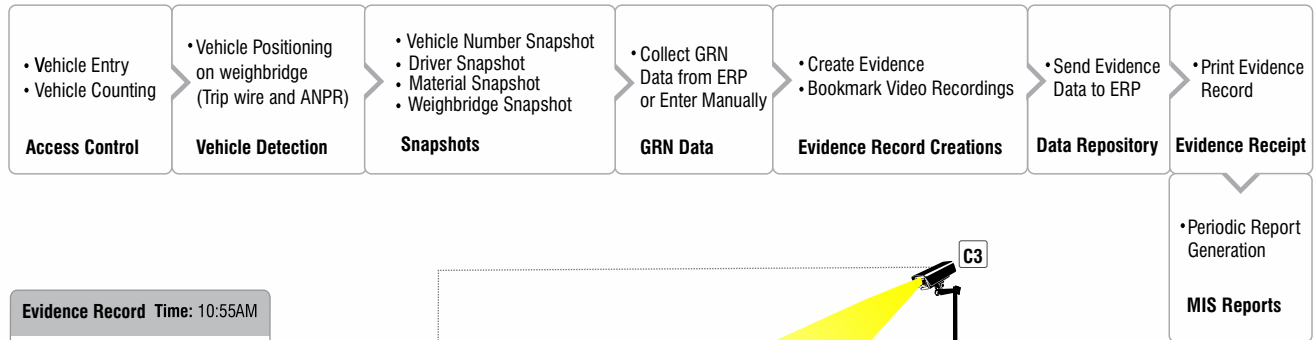 • Vehicle Entry
• Vehicle Counting
Access Control
• Vehicle Positioning
on weighbridge
(Trip wire and ANPR)
Vehicle Detection
• Vehicle Number Snapshot
• Driver Snapshot
• Material Snapshot
• Weighbridge Snapshot
Snapshots
• Collect GRN
Data from ERP
or Enter Manually
GRN Data
• Create Evidence
• Bookmark Video Recordings
Evidence Record Creations
• Send Evidence
Data to ERP
Data Repository
• Print Evidence
Record
Evidence Receipt
• Periodic Report
Generation
MIS Reports
C3
Evidence Record Time: 10:55AM